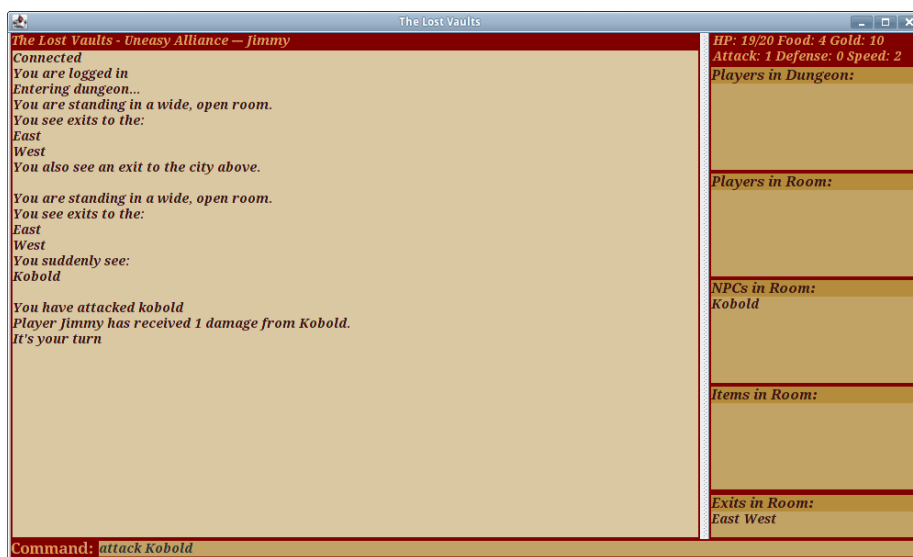 The Lost Vaults
The Lost Vaults - Uneasy Alliance — Jimmy
Connected
You are logged in
Entering dungeon...
You are standing in a wide, open room.
You see exits to the:
East
West
You also see an exit to the city above.
You are standing in a wide, open room.
You see exits to the:
East
West
You suddenly see:
Kobold
You have attacked kobold
Player Jimmy has received 1 damage from Kobold.
It's your turn
HP: 19/20 Food: 4 Gold: 10
Attack: 1 Defense: 0 Speed: 2
Players in Dungeon:
Players in Room:
NPCs in Room:
Kobold
Items in Room:
Exits in Room:
East West
Command: attack Kobold